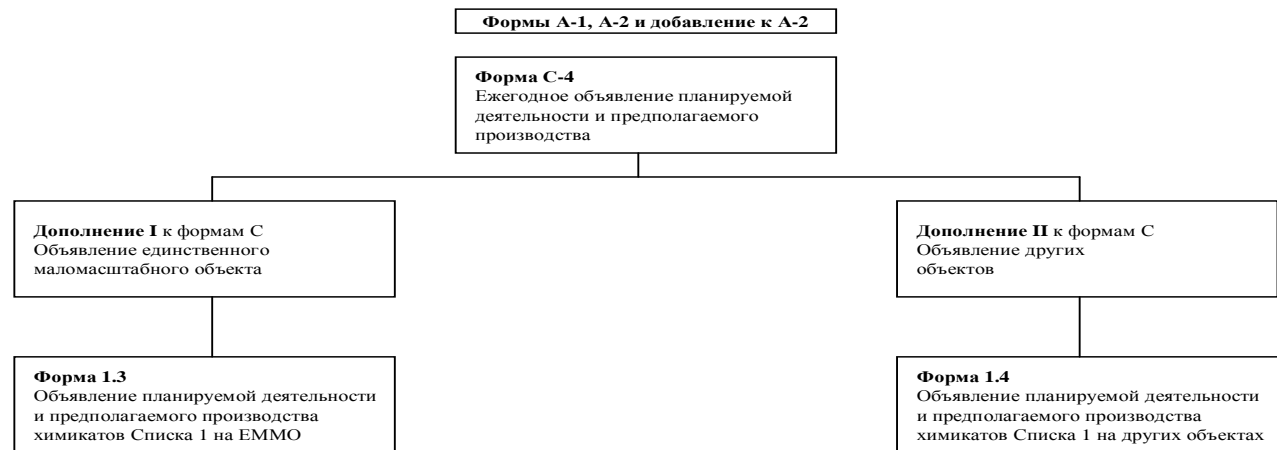 Формы А-1, А-2 и добавление к А-2
Форма С-4
Ежегодное объявление планируемой
деятельности и предполагаемого
производства
Дополнение I к формам С
Объявление единственного
маломасштабного объекта
Дополнение II к формам С
Объявление других
объектов
Форма 1.3
Объявление планируемой деятельности
и предполагаемого производства
химикатов Списка 1 на ЕММО
Форма 1.4
Объявление планируемой деятельности
и предполагаемого производства
химикатов Списка 1 на других объектах